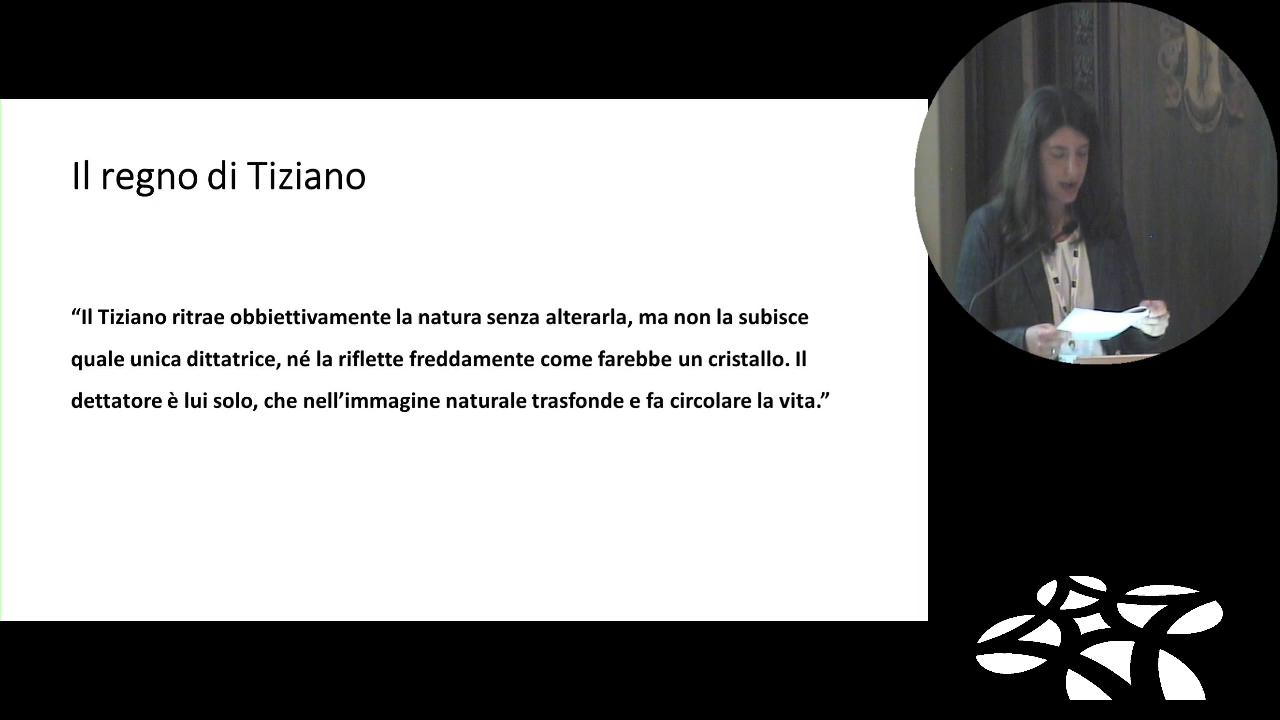 Il regno di Tiziano
“Il Tiziano ritrae obbiettivamente la natura senza alterarla, ma non la subisce
quale unica dittatrice, né la riflette freddamente come farebbe un cristallo. Il
dettatore è lui solo, che nell’immagine naturale trasfonde e fa circolare la vita.”